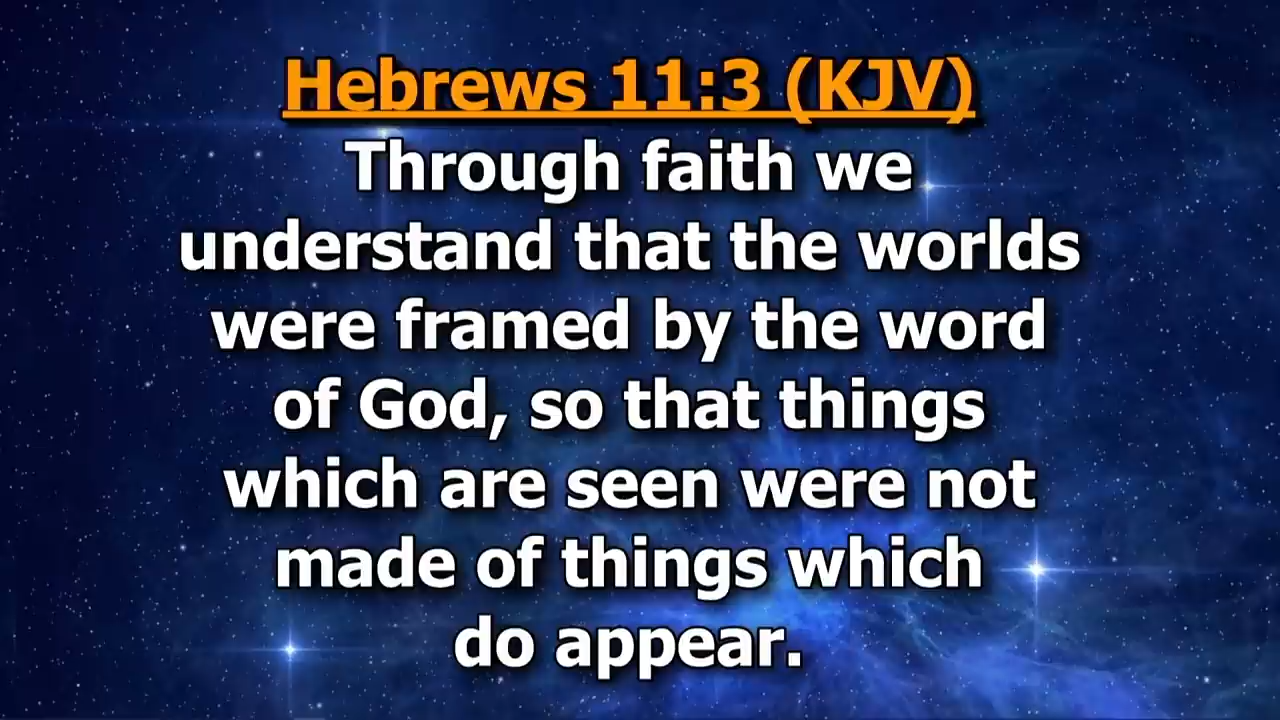 Hebrews 11:3 (KJV)
Through faith we
understand that the worlds
were framed by the word
of God, so that things
which are seen were not
made of things which
do appear.